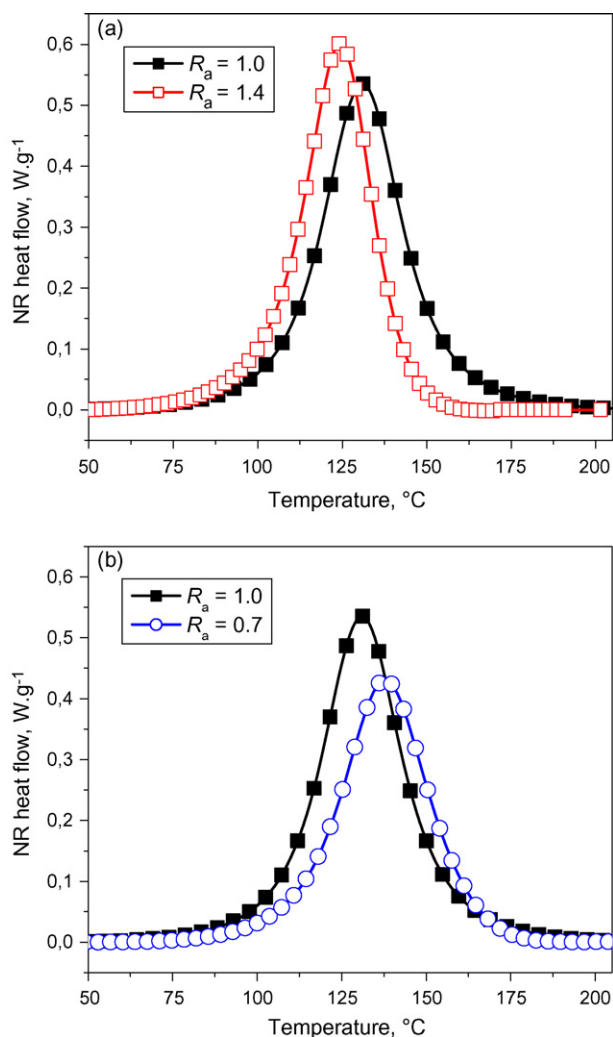 (a)
0,6
0,5
0,4
0,3
0,2
0,1
0,0
NR heat flow, W.g⁻¹
Rₐ = 1.0
Rₐ = 1.4
50 75 100 125 150 175 200
Temperature, °C
(b)
0,6
0,5
0,4
0,3
0,2
0,1
0,0
NR heat flow, W.g⁻¹
Rₐ = 1.0
Rₐ = 0.7
50 75 100 125 150 175 200
Temperature, °C